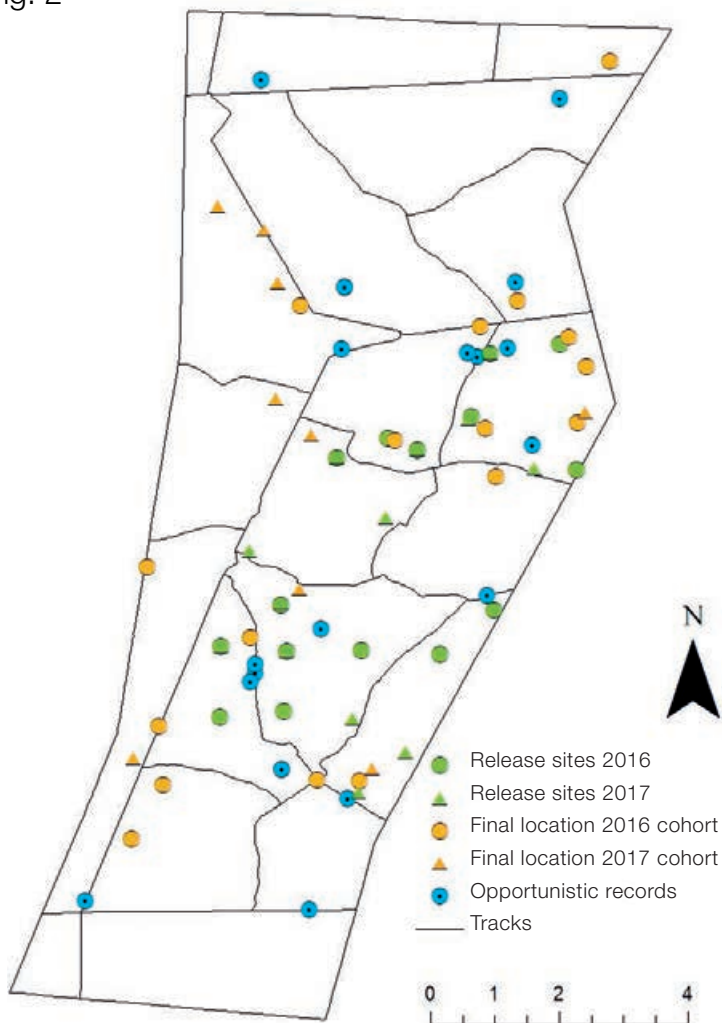 ig. 2
N
Release sites 2016
Release sites 2017
Final location 2016 cohort
Final location 2017 cohort
Opportunistic records
Tracks
0 1 2 4